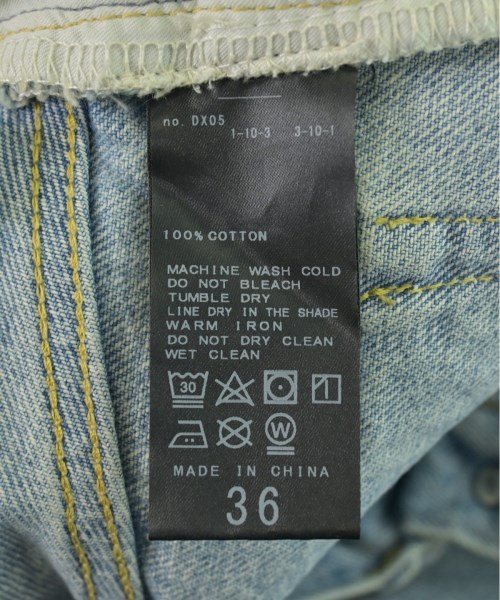 no. DX05
1-10-3 3-10-1
100% COTTON
MACHINE WASH COLD
DO NOT BLEACH
TUMBLE DRY
LINE DRY IN THE SHADE
WARM IRON
DO NOT DRY CLEAN
WET CLEAN
30
W
MADE IN CHINA
36